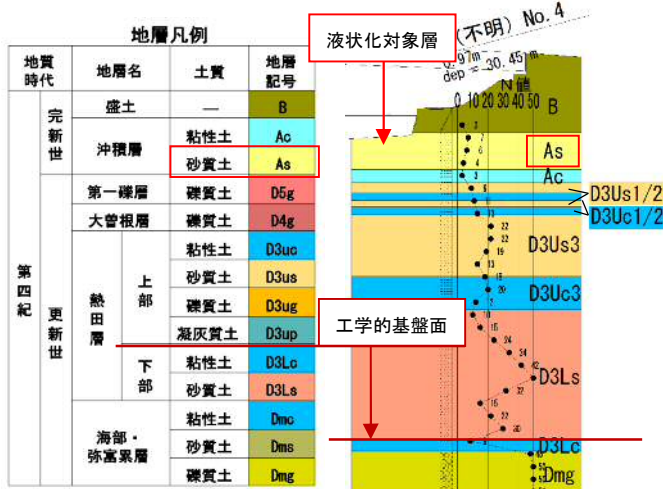 地層凡例
地質時代 地層名 土質 地層記号
第四紀
完新世
更新世
盛土 — B
沖積層 粘性土 Ac
砂質土 As
第一礫層 礫質土 D5g
大曽根層 礫質土 D4g
熱田層
上部
粘性土 D3uc
砂質土 D3us
礫質土 D3ug
凝灰質土 D3up
下部
粘性土 D3Lc
砂質土 D3Ls
海部・弥富累層
粘性土 Dmc
砂質土 Dms
礫質土 Dmg
液状化対象層
工学的基盤面
(不明) No. 4
0.97m
dep = 30.45 m
N 値
0 10 20 30 40 50
B
As
Ac
D3Us1/2
D3Uc1/2
D3Us3
D3Uc3
D3Ls
D3Lc
Dmg